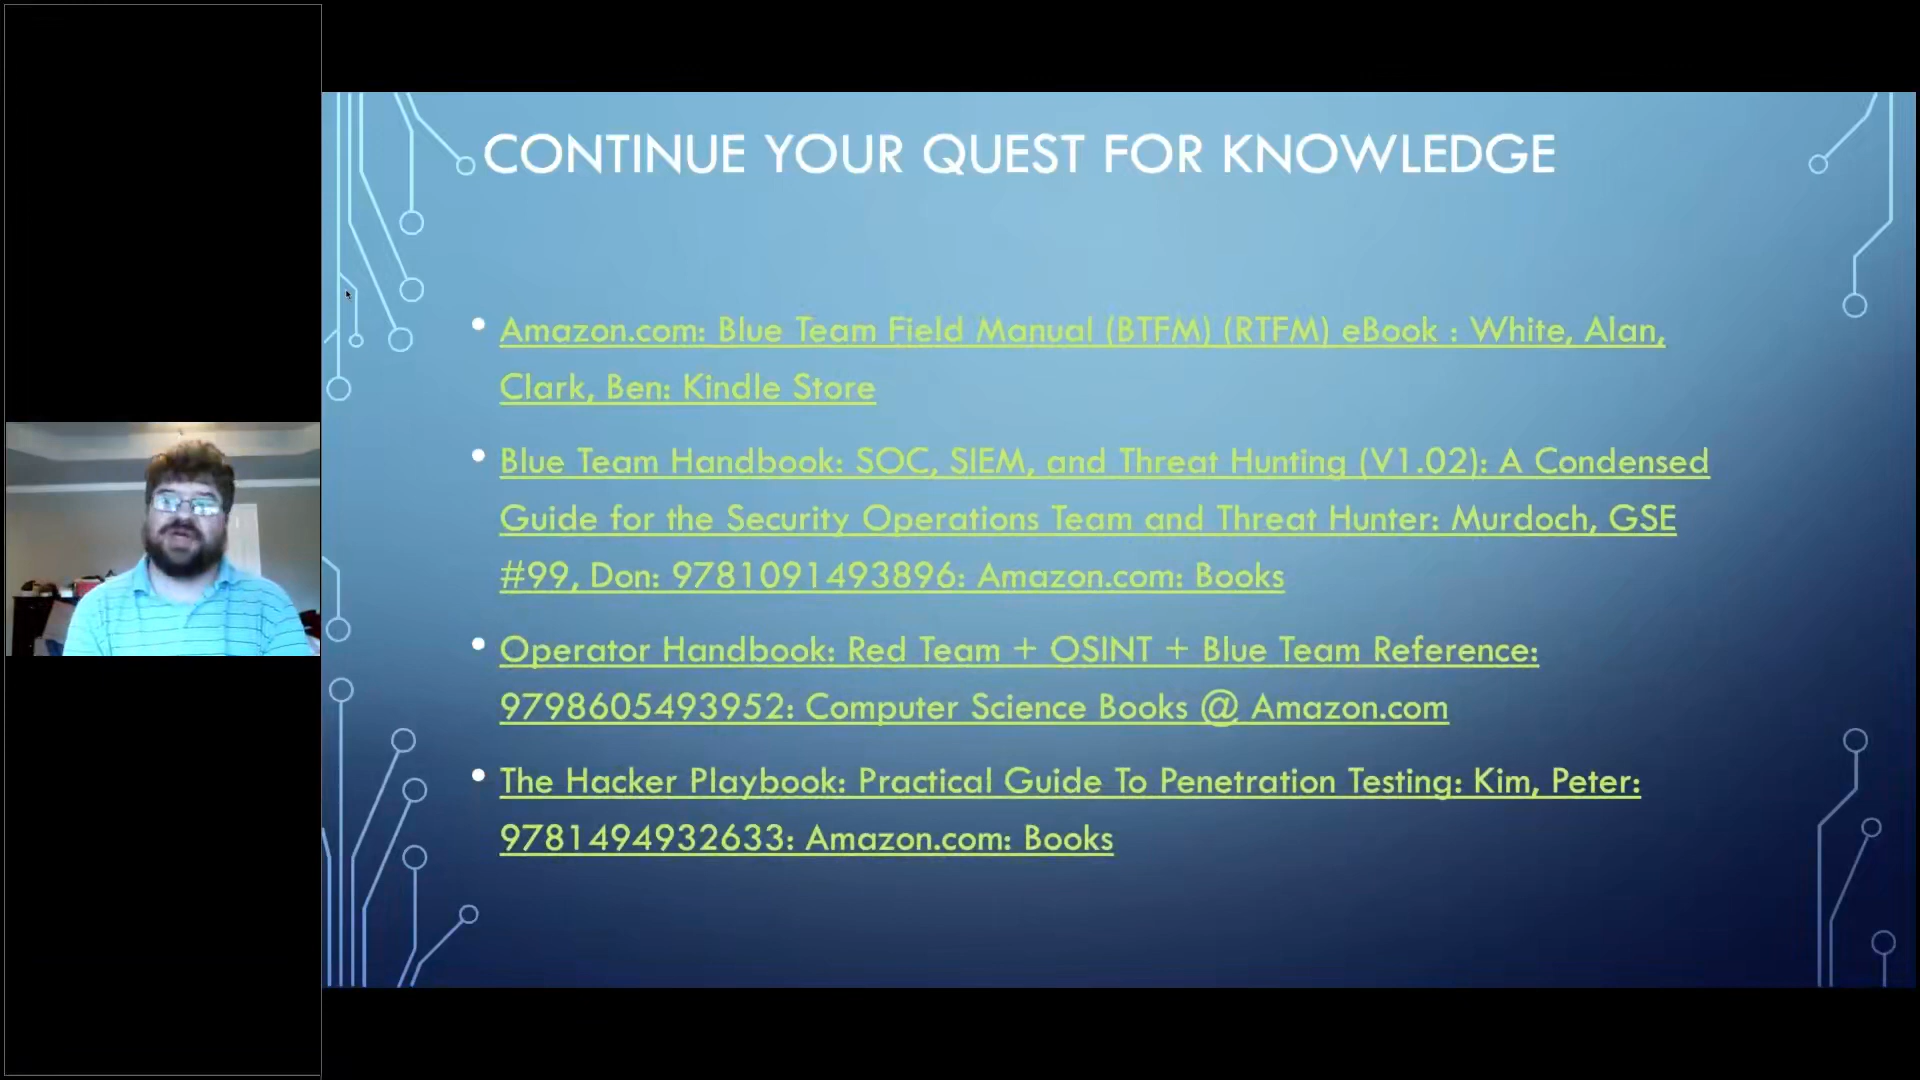 CONTINUE YOUR QUEST FOR KNOWLEDGE
• Amazon.com: Blue Team Field Manual (BTFM) (RTFM) eBook : White, Alan,
Clark, Ben: Kindle Store
• Blue Team Handbook: SOC, SIEM, and Threat Hunting (V1.02): A Condensed
Guide for the Security Operations Team and Threat Hunter: Murdoch, GSE
#99, Don: 9781091493896: Amazon.com: Books
• Operator Handbook: Red Team + OSINT + Blue Team Reference:
9798605493952: Computer Science Books @ Amazon.com
• The Hacker Playbook: Practical Guide To Penetration Testing: Kim, Peter:
9781494932633: Amazon.com: Books